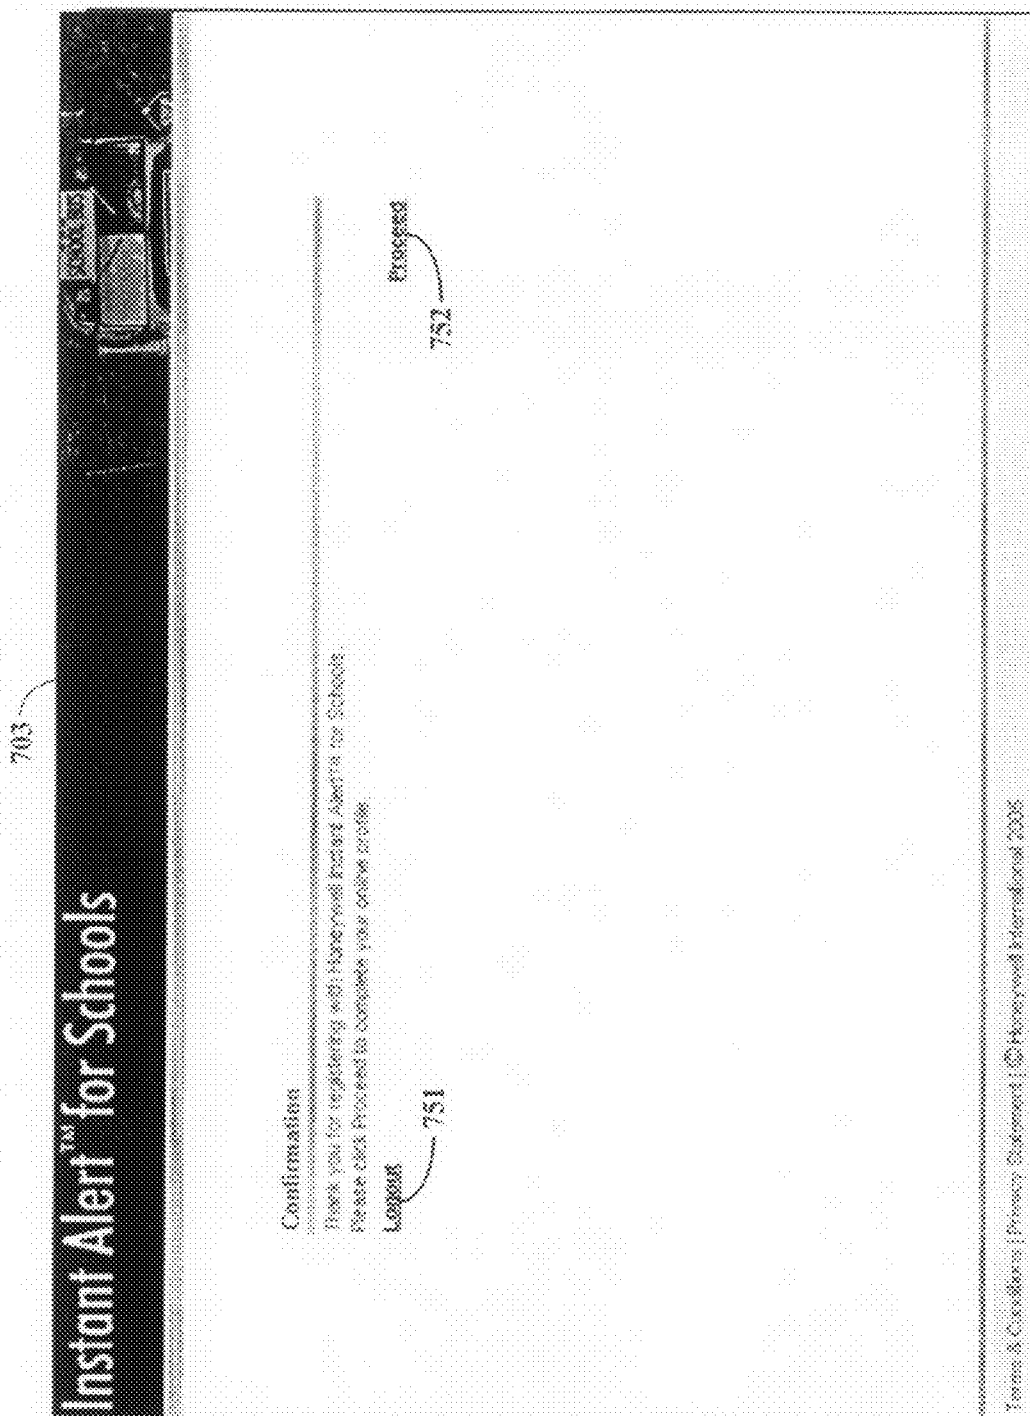 703
Instant Alert™ for Schools
Confirmation
Thank you for registering with Honeywell Instant Alert™ for Schools.
Please click Proceed to complete your online profile.
Logout
Proceed
751
752
Terms & Conditions | Privacy Statement | © Honeywell International 2005